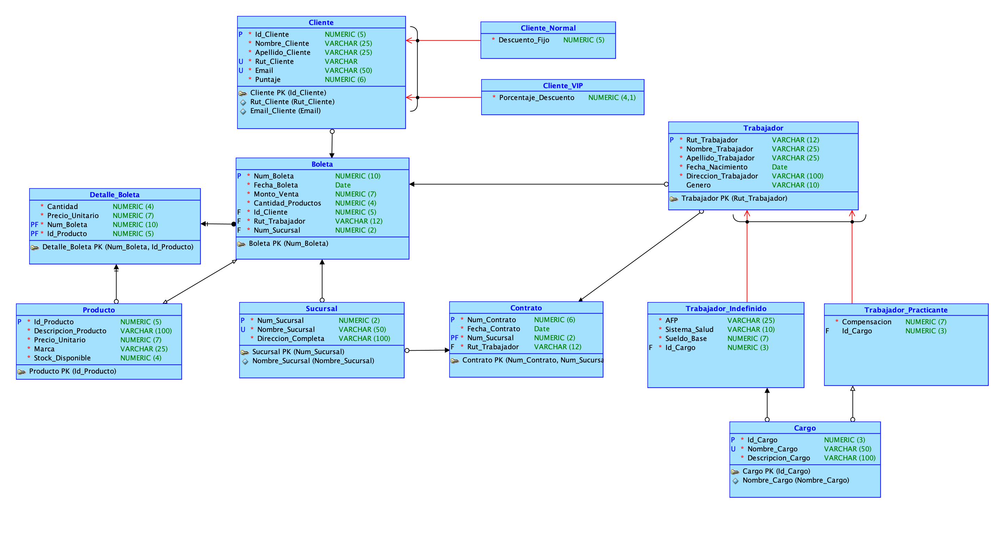 Cliente
P * Id_Cliente NUMERIC (5)
* Nombre_Cliente VARCHAR (25)
* Apellido_Cliente VARCHAR (25)
U * Rut_Cliente VARCHAR
U * Email VARCHAR (50)
* Puntaje NUMERIC (6)
Cliente PK (Id_Cliente)
Rut_Cliente (Rut_Cliente)
Email_Cliente (Email)
Cliente_Normal
* Descuento_Fijo NUMERIC (5)
Cliente_VIP
* Porcentaje_Descuento NUMERIC (4,1)
Trabajador
P * Rut_Trabajador VARCHAR (12)
* Nombre_Trabajador VARCHAR (25)
* Apellido_Trabajador VARCHAR (25)
* Fecha_Nacimiento Date
* Direccion_Trabajador VARCHAR (100)
Genero VARCHAR (10)
Trabajador PK (Rut_Trabajador)
Boleta
P * Num_Boleta NUMERIC (10)
* Fecha_Boleta Date
* Monto_Venta NUMERIC (7)
* Cantidad_Productos NUMERIC (4)
F * Id_Cliente NUMERIC (5)
F * Rut_Trabajador VARCHAR (12)
F * Num_Sucursal NUMERIC (2)
Boleta PK (Num_Boleta)
Detalle_Boleta
* Cantidad NUMERIC (4)
* Precio_Unitario NUMERIC (7)
PF * Num_Boleta NUMERIC (10)
PF * Id_Producto NUMERIC (5)
Detalle_Boleta PK (Num_Boleta, Id_Producto)
Producto
P * Id_Producto NUMERIC (5)
* Descripcion_Producto VARCHAR (100)
* Precio_Unitario NUMERIC (7)
* Marca VARCHAR (25)
* Stock_Disponible NUMERIC (4)
Producto PK (Id_Producto)
Sucursal
P * Num_Sucursal NUMERIC (2)
U * Nombre_Sucursal VARCHAR (50)
* Direccion_Completa VARCHAR (100)
Sucursal PK (Num_Sucursal)
Nombre_Sucursal (Nombre_Sucursal)
Contrato
P * Num_Contrato NUMERIC (6)
* Fecha_Contrato Date
PF * Num_Sucursal NUMERIC (2)
F * Rut_Trabajador VARCHAR (12)
Contrato PK (Num_Contrato, Num_Sucursa
Trabajador_Indefinido
* AFP VARCHAR (25)
* Sistema_Salud VARCHAR (10)
* Sueldo_Base NUMERIC (7)
F * Id_Cargo NUMERIC (3)
Trabajador_Practicante
* Compensacion NUMERIC (7)
F Id_Cargo NUMERIC (3)
Cargo
P * Id_Cargo NUMERIC (3)
U * Nombre_Cargo VARCHAR (50)
* Descripcion_Cargo VARCHAR (100)
Cargo PK (Id_Cargo)
Nombre_Cargo (Nombre_Cargo)